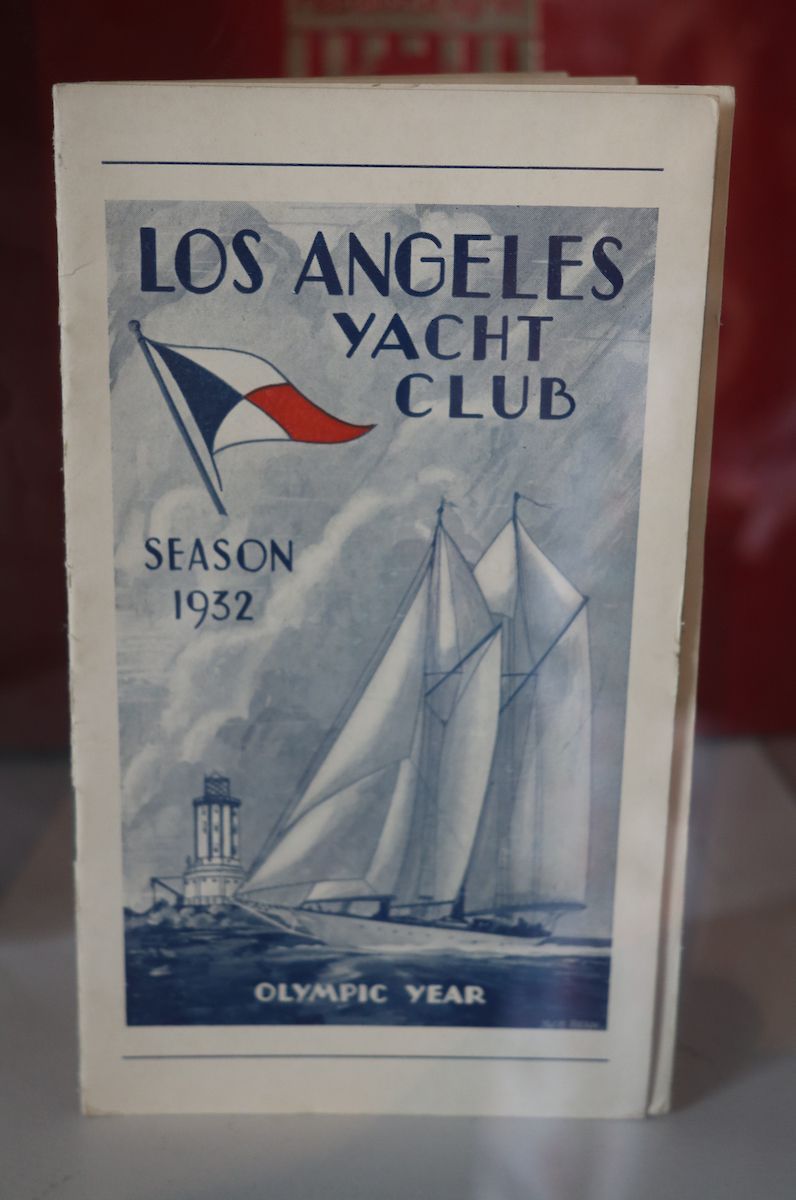 LOS ANGELES
YACHT
CLUB
SEASON
1932
OLYMPIC YEAR